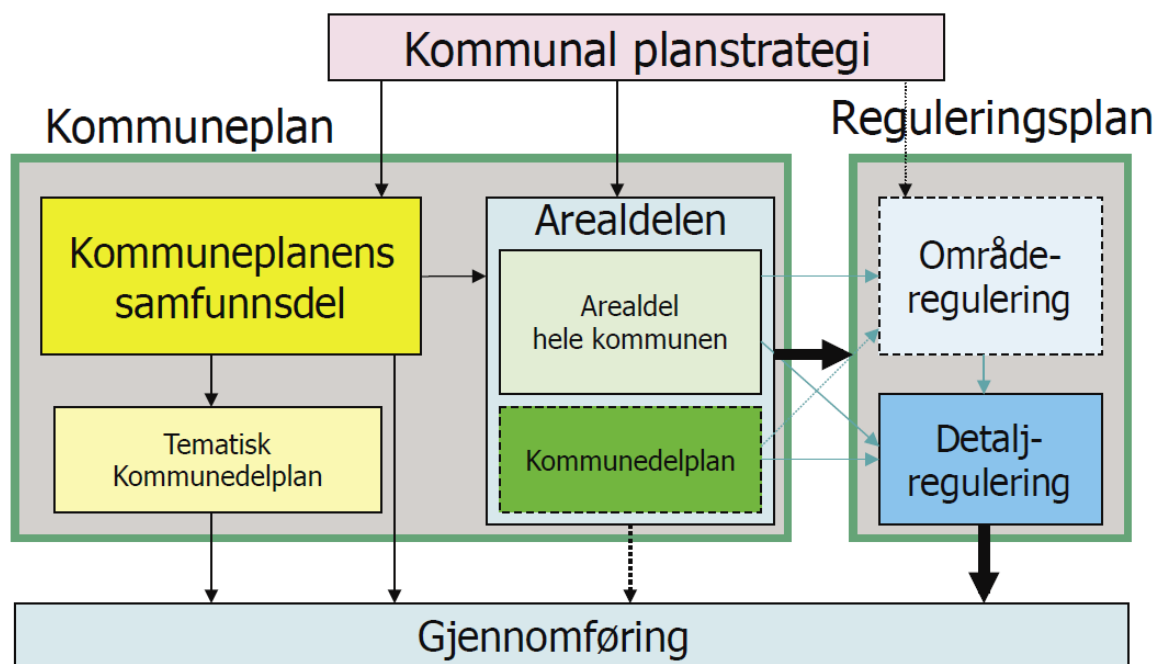 Kommunal planstrategi
Kommuneplan
Reguleringsplan
Kommuneplanens
samfunnsdel
Arealdelen
Arealdel
hele kommunen
Område-
regulering
Tematisk
Kommunedelplan
Kommunedelplan
Detalj-
regulering
Gjennomføring